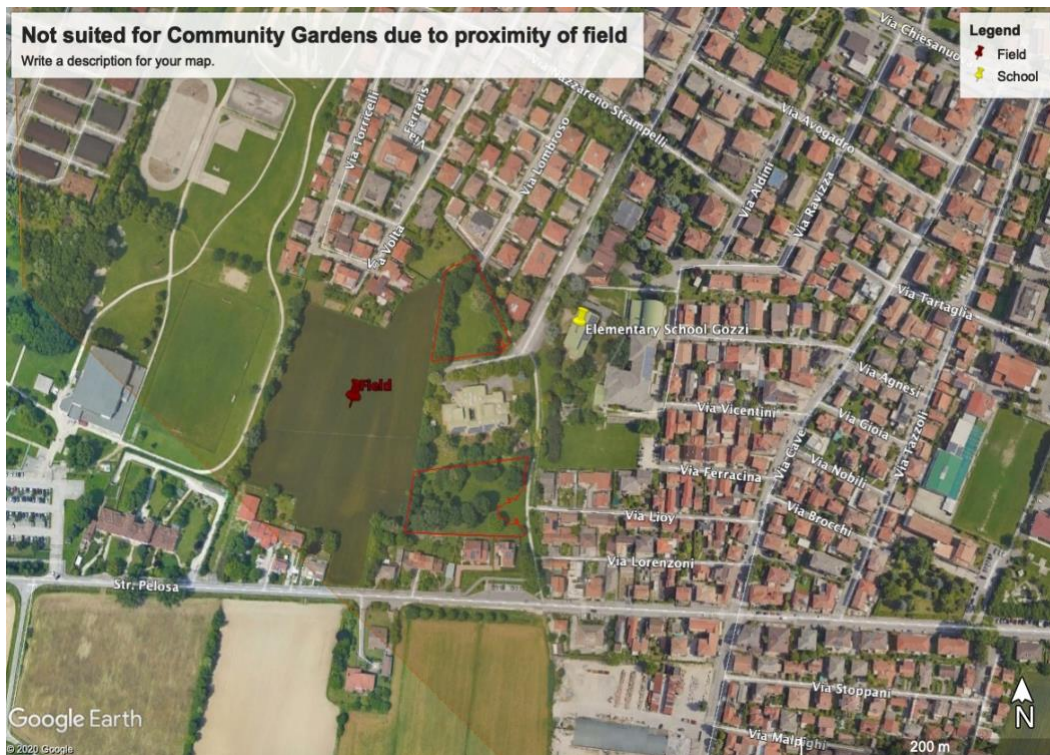 Not suited for Community Gardens due to proximity of field
Write a description for your map.
Legend
Field
School
Via Chiesanuo
Nazzareno Strampelli
Via Avogadro
Via Torricelli
Via Ferraris
Via Lombroso
Via Aldini
Via Ravizza
Via Volta
Via Tartaglia
Elementary School Gozzi
Via Agnesi
Field
Via Vicentini
Via Gioia
Via Cave
Via Tazzoli
Via Ferracina
Via Nobili
Via Lioy
Via Brocchi
Via Lorenzoni
Str. Pelosa
Via Stoppani
Via Malpighi
Google Earth
© 2020 Google
200 m
N